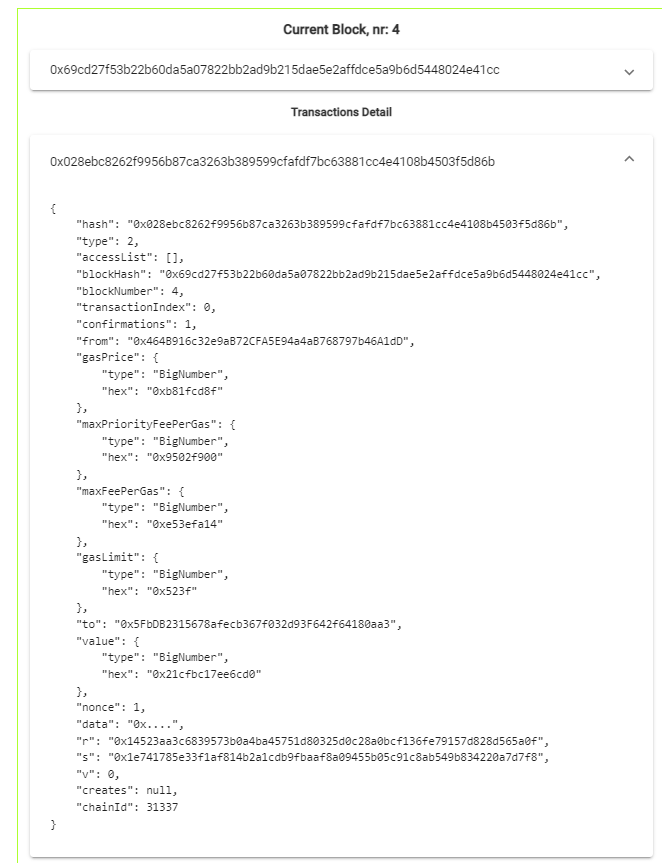 Current Block, nr: 4
0x69cd27f53b22b60da5a07822bb2ad9b215dae5e2affdce5a9b6d5448024e41cc
Transactions Detail
0x028ebc8262f9956b87ca3263b389599cfafdf7bc63881cc4e4108b4503f5d86b
{
    "hash": "0x028ebc8262f9956b87ca3263b389599cfafdf7bc63881cc4e4108b4503f5d86b",
    "type": 2,
    "accessList": [],
    "blockHash": "0x69cd27f53b22b60da5a07822bb2ad9b215dae5e2affdce5a9b6d5448024e41cc",
    "blockNumber": 4,
    "transactionIndex": 0,
    "confirmations": 1,
    "from": "0x464B916c32e9aB72CFA5E94a4aB768797b46A1dD",
    "gasPrice": {
        "type": "BigNumber",
        "hex": "0xb81fcd8f"
    },
    "maxPriorityFeePerGas": {
        "type": "BigNumber",
        "hex": "0x9502f900"
    },
    "maxFeePerGas": {
        "type": "BigNumber",
        "hex": "0xe53efa14"
    },
    "gasLimit": {
        "type": "BigNumber",
        "hex": "0x523f"
    },
    "to": "0x5FbDB2315678afecb367f032d93F642f64180aa3",
    "value": {
        "type": "BigNumber",
        "hex": "0x21cfbc17ee6cd0"
    },
    "nonce": 1,
    "data": "0x....",
    "r": "0x14523aa3c6839573b0a4ba45751d80325d0c28a0bcf136fe79157d828d565a0f",
    "s": "0x1e741785e33f1af814b2a1cdb9fbaaf8a09455b05c91c8ab549b834220a7d7f8",
    "v": 0,
    "creates": null,
    "chainId": 31337
}